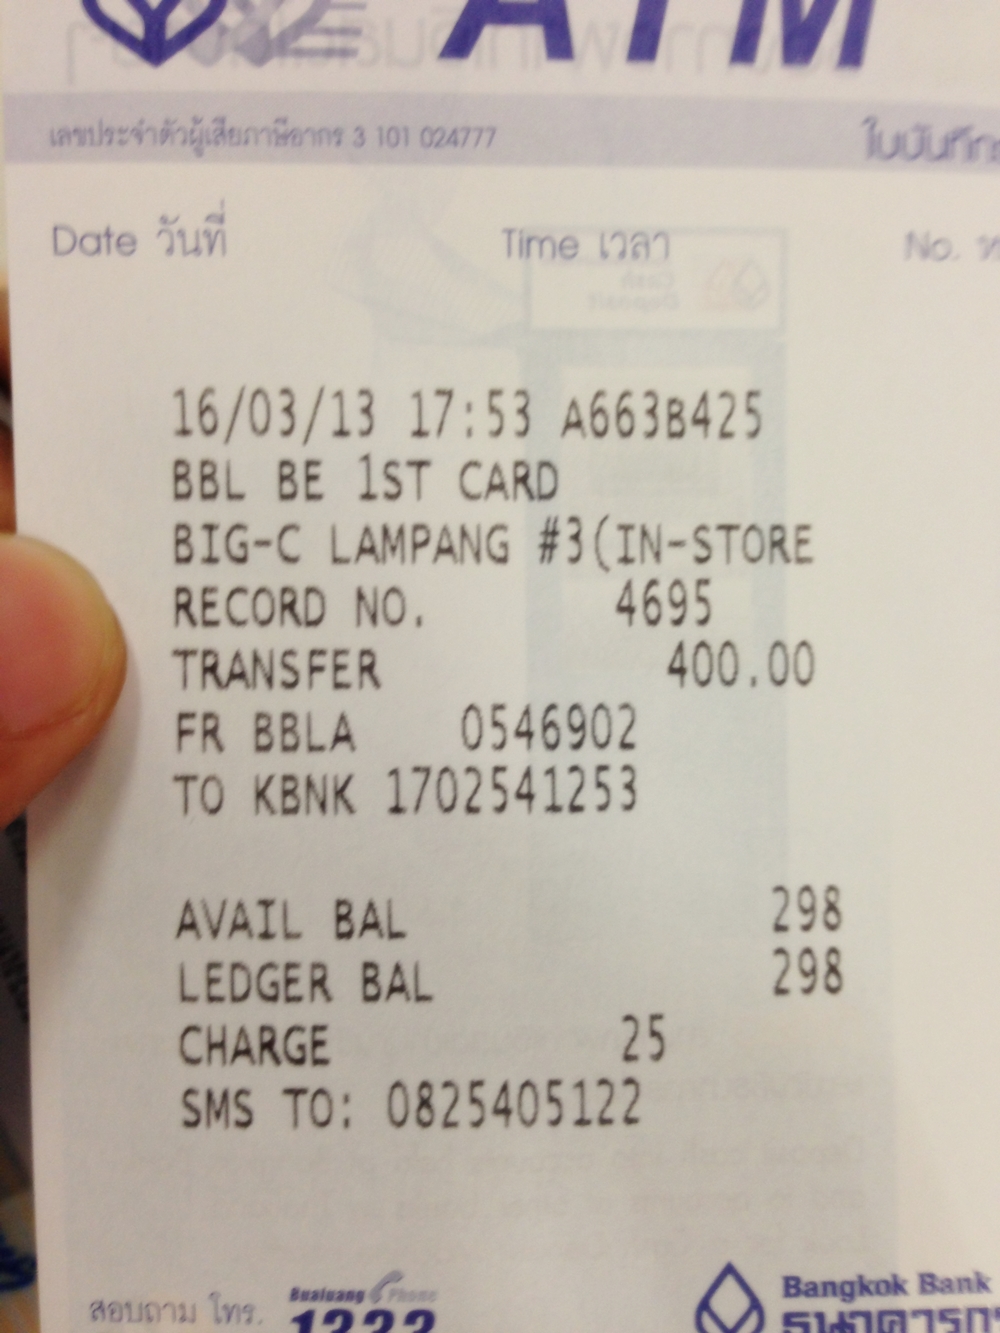 ATM
เลขประจำตัวผู้เสียภาษีอากร 3 101 024777
Date วันที่ Time เวลา No.
16/03/13 17:53 A663B425
BBL BE 1ST CARD
BIG-C LAMPANG #3(IN-STORE
RECORD NO. 4695
TRANSFER 400.00
FR BBLA 0546902
TO KBNK 1702541253
AVAIL BAL 298
LEDGER BAL 298
CHARGE 25
SMS TO: 0825405122
สอบถาม โทร. Bualuang Phone 1333
Bangkok Bank